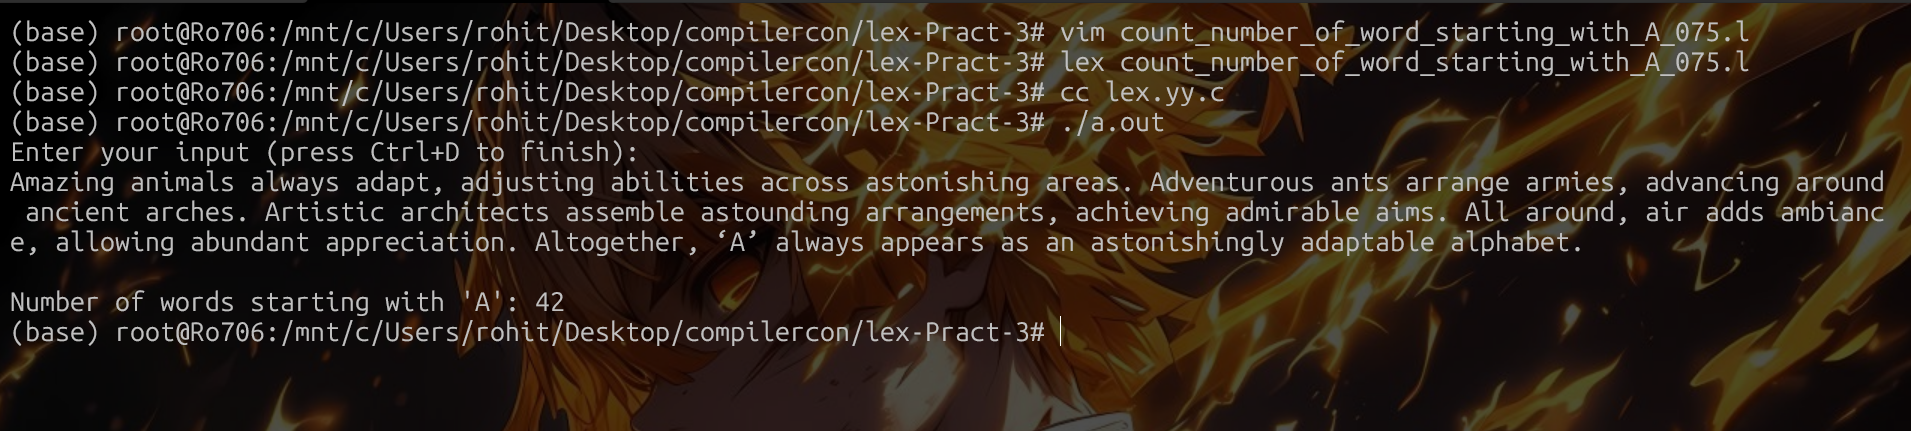 (base) root@Ro706:/mnt/c/Users/rohit/Desktop/compilercon/lex-Pract-3# vim count_number_of_word_starting_with_A_075.l
(base) root@Ro706:/mnt/c/Users/rohit/Desktop/compilercon/lex-Pract-3# lex count_number_of_word_starting_with_A_075.l
(base) root@Ro706:/mnt/c/Users/rohit/Desktop/compilercon/lex-Pract-3# cc lex.yy.c
(base) root@Ro706:/mnt/c/Users/rohit/Desktop/compilercon/lex-Pract-3# ./a.out
Enter your input (press Ctrl+D to finish):
Amazing animals always adapt, adjusting abilities across astonishing areas. Adventurous ants arrange armies, advancing around
 ancient arches. Artistic architects assemble astounding arrangements, achieving admirable aims. All around, air adds ambianc
e, allowing abundant appreciation. Altogether, ‘A’ always appears as an astonishingly adaptable alphabet.

Number of words starting with 'A': 42
(base) root@Ro706:/mnt/c/Users/rohit/Desktop/compilercon/lex-Pract-3#